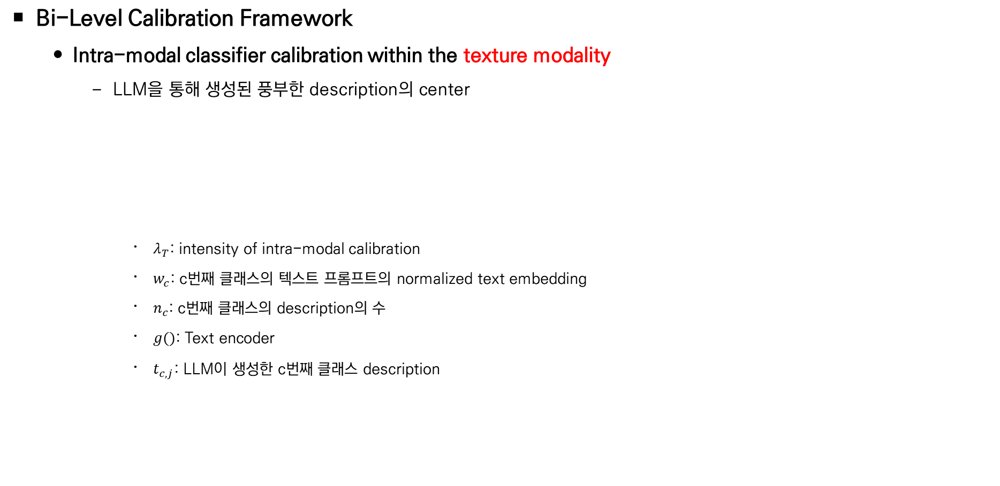 ■ Bi-Level Calibration Framework
● Intra-modal classifier calibration within the texture modality
– LLM을 통해 생성된 풍부한 description의 center
· λ_T: intensity of intra-modal calibration
· w_c: c번째 클래스의 텍스트 프롬프트의 normalized text embedding
· n_c: c번째 클래스의 description의 수
· g(): Text encoder
· t_{c,j}: LLM이 생성한 c번째 클래스 description